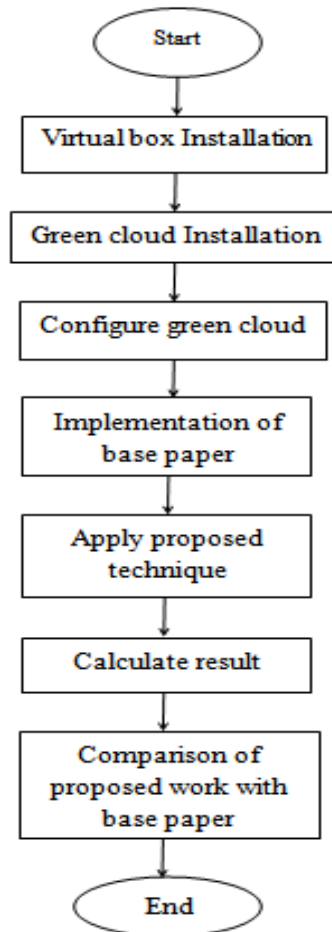 Start
Virtual box Installation
Green cloud Installation
Configure green cloud
Implementation of
base paper
Apply proposed
technique
Calculate result
Comparison of
proposed work with
base paper
End